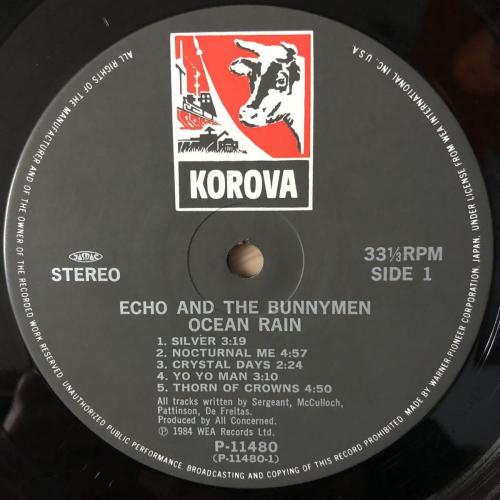 KOROVA
JASRAC
STEREO
33⅓RPM
SIDE 1
ECHO AND THE BUNNYMEN
OCEAN RAIN
1. SILVER 3:19
2. NOCTURNAL ME 4:57
3. CRYSTAL DAYS 2:24
4. YO YO MAN 3:10
5. THORN OF CROWNS 4:50
All tracks written by Sergeant, McCulloch,
Pattinson, De Freitas.
Produced by All Concerned.
Ⓟ 1984 WEA Records Ltd.
P-11480
(P-11480-1)
ALL RIGHTS OF THE MANUFACTURER AND OF THE OWNER OF THE RECORDED WORK RESERVED. UNAUTHORIZED PUBLIC PERFORMANCE. BROADCASTING AND COPYING OF THIS RECORD PROHIBITED. MADE BY WARNER-PIONEER CORPORATION, JAPAN, UNDER LICENSE FROM WEA INTERNATIONAL INC. U.S.A